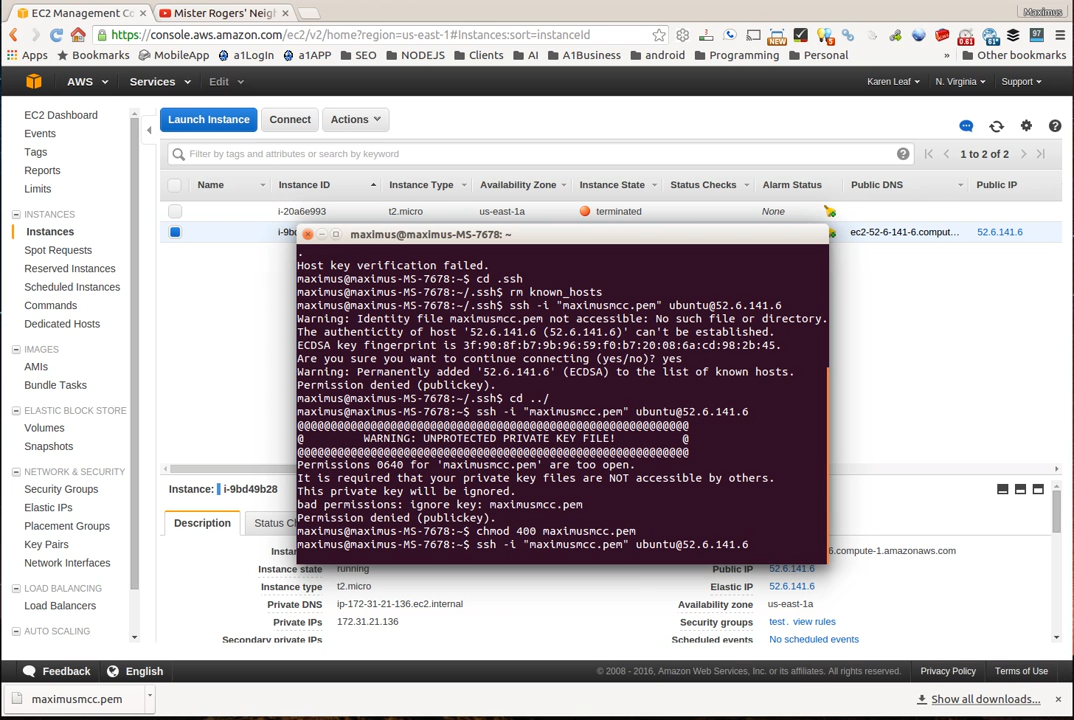 EC2 Management Co
Mister Rogers' Neigh
Maximus
https://console.aws.amazon.com/ec2/v2/home?region=us-east-1#Instances:sort=instanceId
NEW
5
0.61
61°
97
Apps
MobileApp
a1LogIn
a1APP
SEO
NODEJS
Clients
AI
A1Business
android
Programming
Personal
»
Other bookmarks
AWS
Services
Edit
Karen Leaf
N. Virginia
Support
EC2 Dashboard
Events
Tags
Reports
Limits
INSTANCES
Instances
Spot Requests
Reserved Instances
Scheduled Instances
Commands
Dedicated Hosts
IMAGES
AMIs
Bundle Tasks
ELASTIC BLOCK STORE
Volumes
Snapshots
NETWORK & SECURITY
Security Groups
Elastic IPs
Placement Groups
Key Pairs
Network Interfaces
LOAD BALANCING
Load Balancers
AUTO SCALING
Launch Instance
Connect
Actions
Filter by tags and attributes or search by keyword
1 to 2 of 2
Name
Instance ID
Instance Type
Availability Zone
Instance State
Status Checks
Alarm Status
Public DNS
Public IP
i-20a6e993
t2.micro
us-east-1a
terminated
None
i-9bd
ec2-52-6-141-6.comput...
52.6.141.6
maximus@maximus-MS-7678: ~
.
Host key verification failed.
maximus@maximus-MS-7678:~$ cd .ssh
maximus@maximus-MS-7678:~/.ssh$ rm known_hosts
maximus@maximus-MS-7678:~/.ssh$ ssh -i "maximusmcc.pem" ubuntu@52.6.141.6
Warning: Identity file maximusmcc.pem not accessible: No such file or directory.
The authenticity of host '52.6.141.6 (52.6.141.6)' can't be established.
ECDSA key fingerprint is 3f:90:8f:b7:9b:96:59:f0:b7:20:08:6a:cd:98:2b:45.
Are you sure you want to continue connecting (yes/no)? yes
Warning: Permanently added '52.6.141.6' (ECDSA) to the list of known hosts.
Permission denied (publickey).
maximus@maximus-MS-7678:~/.ssh$ cd ../
maximus@maximus-MS-7678:~$ ssh -i "maximusmcc.pem" ubuntu@52.6.141.6
@@@@@@@@@@@@@@@@@@@@@@@@@@@@@@@@@@@@@@@@@@@@@@@@@@@@@@@@@@@
@         WARNING: UNPROTECTED PRIVATE KEY FILE!          @
@@@@@@@@@@@@@@@@@@@@@@@@@@@@@@@@@@@@@@@@@@@@@@@@@@@@@@@@@@@
Permissions 0640 for 'maximusmcc.pem' are too open.
It is required that your private key files are NOT accessible by others.
This private key will be ignored.
bad permissions: ignore key: maximusmcc.pem
Permission denied (publickey).
maximus@maximus-MS-7678:~$ chmod 400 maximusmcc.pem
maximus@maximus-MS-7678:~$ ssh -i "maximusmcc.pem" ubuntu@52.6.141.6
Instance: i-9bd49b28
Description
Status Ch
Instan
6.compute-1.amazonaws.com
Instance state
running
Public IP
52.6.141.6
Instance type
t2.micro
Elastic IP
52.6.141.6
Private DNS
ip-172-31-21-136.ec2.internal
Availability zone
us-east-1a
Private IPs
172.31.21.136
Security groups
test. view rules
Secondary private IPs
Scheduled events
No scheduled events
Feedback
English
© 2008 - 2016, Amazon Web Services, Inc. or its affiliates. All rights reserved.
Privacy Policy
Terms of Use
maximusmcc.pem
Show all downloads...